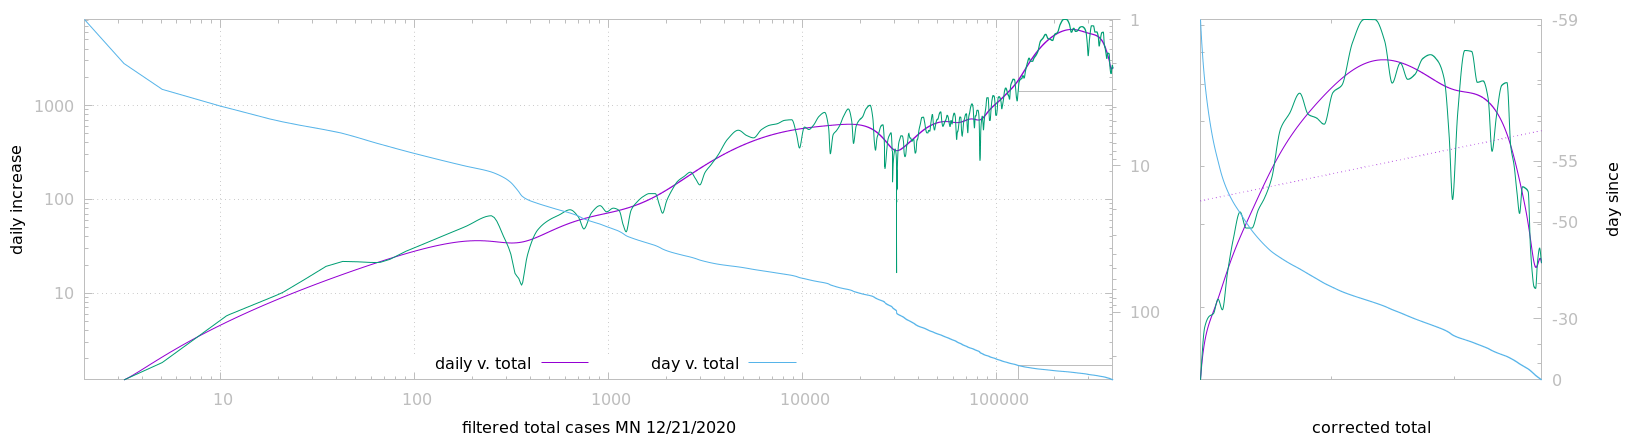 1000
100
10
daily increase
10
100
1000
10000
100000
filtered total cases MN 12/21/2020
daily v. total
day v. total
1
10
100
-59
-55
-50
-30
0
day since
corrected total